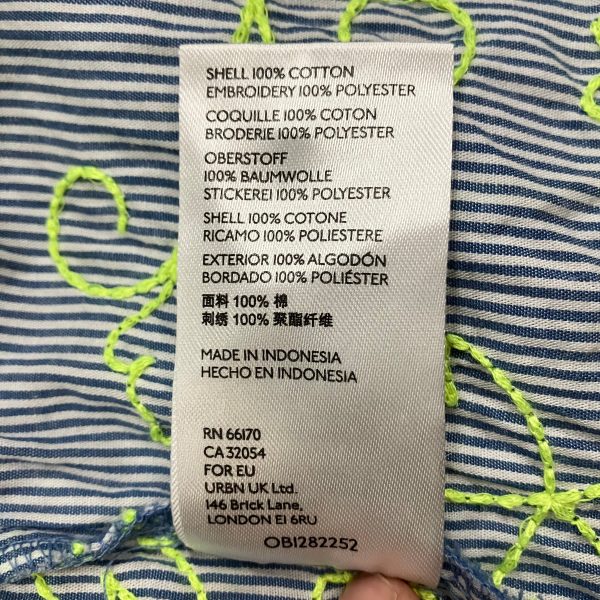 SHELL 100% COTTON
EMBROIDERY 100% POLYESTER
COQUILLE 100% COTON
BRODERIE 100% POLYESTER
OBERSTOFF
100% BAUMWOLLE
STICKEREI 100% POLYESTER
SHELL 100% COTONE
RICAMO 100% POLIESTERE
EXTERIOR 100% ALGODÓN
BORDADO 100% POLIÉSTER
面料 100% 棉
刺绣 100% 聚酯纤维
MADE IN INDONESIA
HECHO EN INDONESIA
RN 66170
CA 32054
FOR EU
URBN UK Ltd.
146 Brick Lane,
LONDON E1 6RU
OB1282252